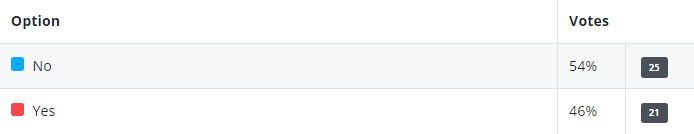 Option Votes
No 54% 25
Yes 46% 21